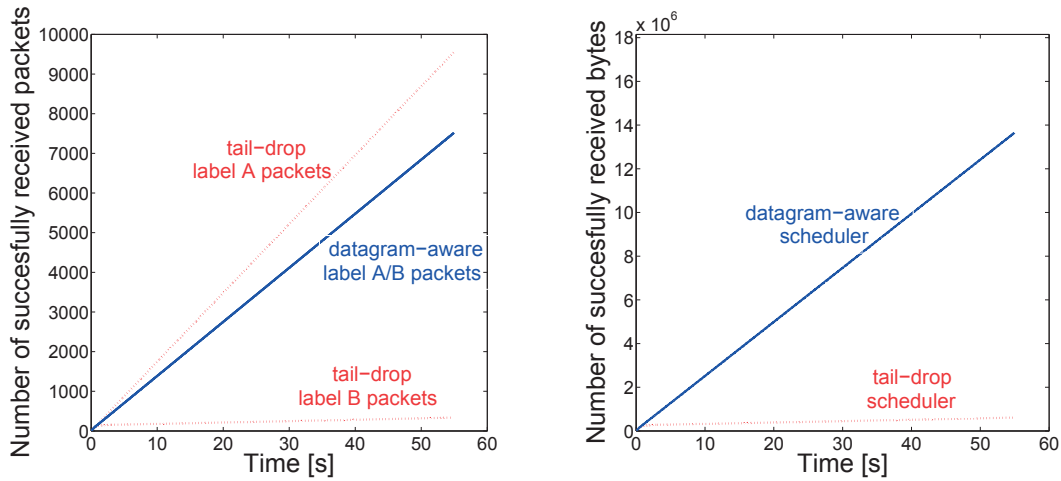 Number of succesfully received packets
10000
9000
8000
7000
6000
5000
4000
3000
2000
1000
0
tail−drop
label A packets
datagram−aware
label A/B packets
tail−drop
label B packets
0 10 20 30 40 50 60
Time [s]
Number of succesfully received bytes
x 10^6
18
16
14
12
10
8
6
4
2
0
datagram−aware
scheduler
tail−drop
scheduler
0 10 20 30 40 50 60
Time [s]